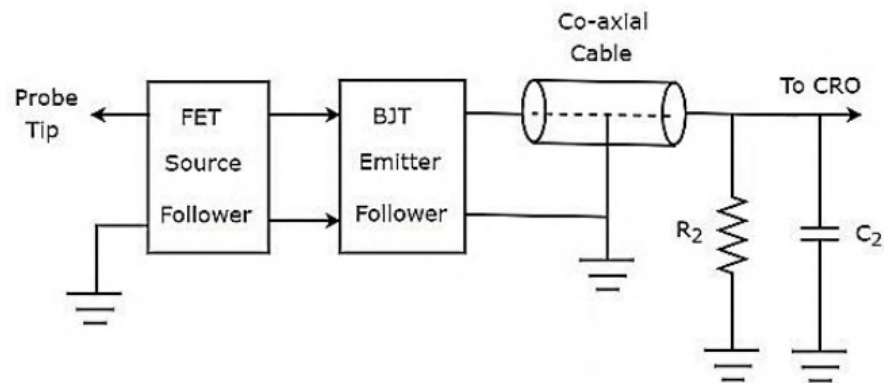 Co-axial
Cable
Probe
Tip
FET
Source
Follower
BJT
Emitter
Follower
To CRO
R2
C2